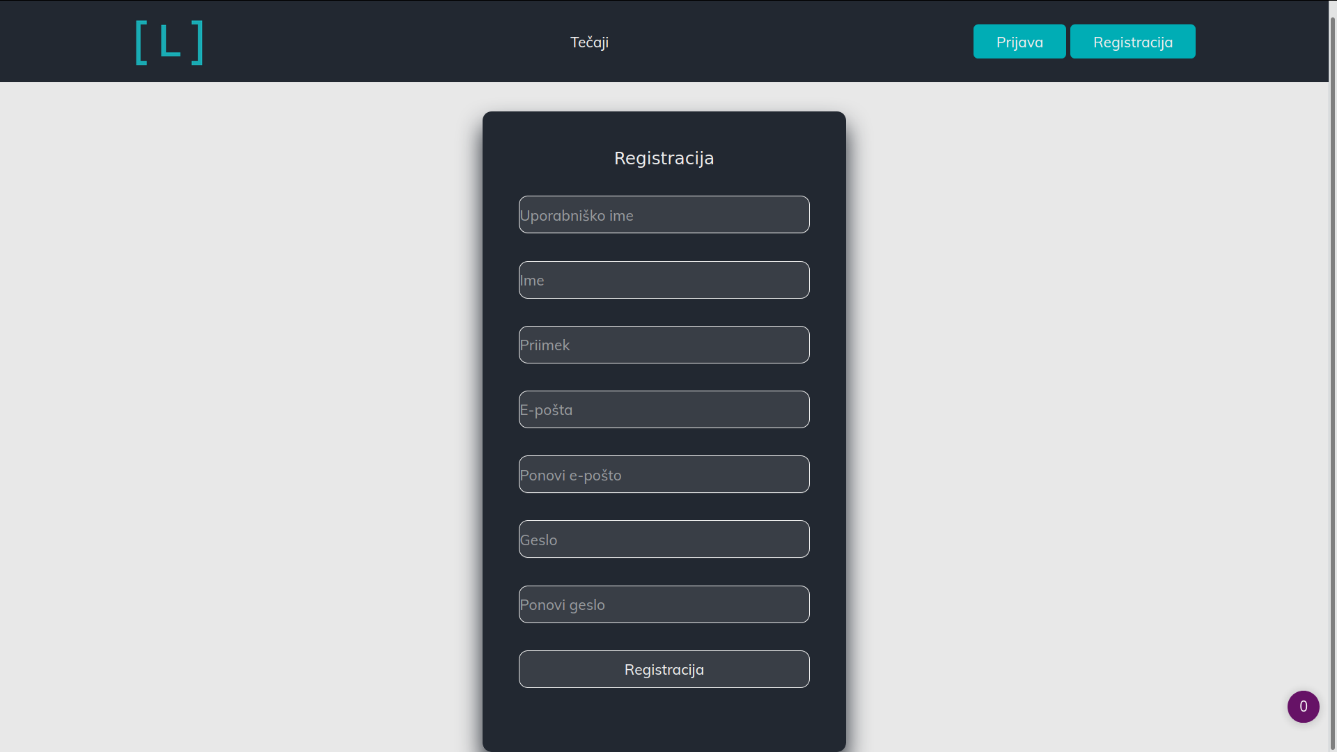 [L]
Tečaji
Prijava
Registracija
Registracija
Uporabniško ime
Ime
Priimek
E-pošta
Ponovi e-pošto
Geslo
Ponovi geslo
Registracija
0